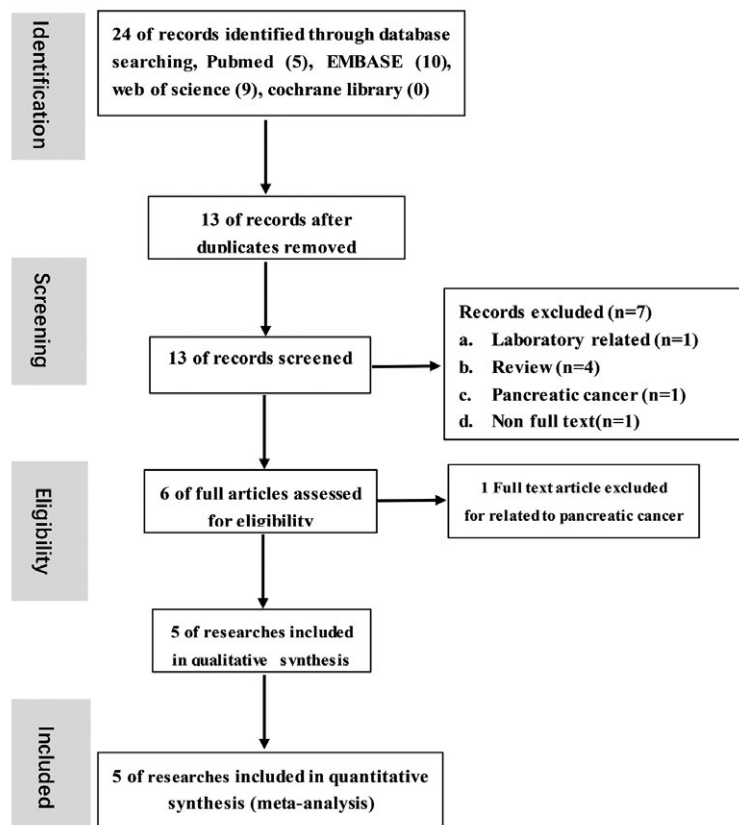 Identification
24 of records identified through database
searching, Pubmed (5), EMBASE (10),
web of science (9), cochrane library (0)
13 of records after
duplicates removed
Screening
13 of records screened
Records excluded (n=7)
a. Laboratory related (n=1)
b. Review (n=4)
c. Pancreatic cancer (n=1)
d. Non full text(n=1)
Eligibility
6 of full articles assessed
for eligibility
1 Full text article excluded
for related to pancreatic cancer
5 of researches included
in qualitative synthesis
Included
5 of researches included in quantitative
synthesis (meta-analysis)